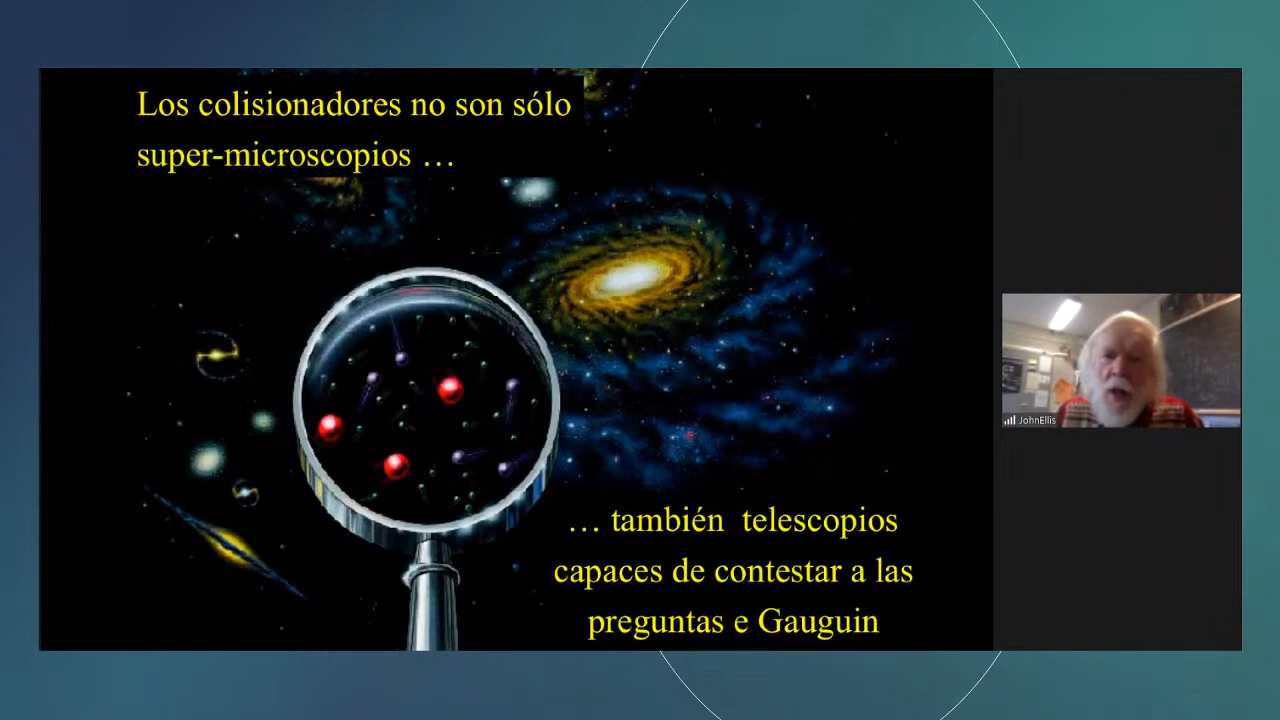 Los colisionadores no son sólo
super-microscopios …
… también telescopios
capaces de contestar a las
preguntas e Gauguin
JohnEllis